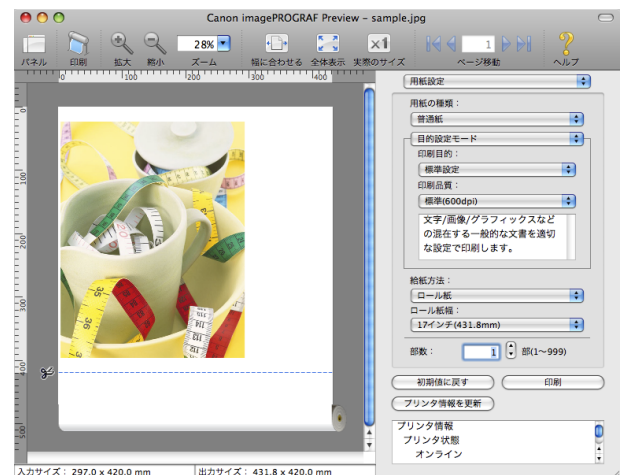 Canon imagePROGRAF Preview – sample.jpg
28%
1
パネル 印刷 拡大 縮小 ズーム 幅に合わせる 全体表示 実際のサイズ ページ移動 ヘルプ
0 100 200 300 400
0
100
200
300
400
500
用紙設定
用紙の種類：
普通紙
目的設定モード
印刷目的：
標準設定
印刷品質：
標準(600dpi)
文字/画像/グラフィックスなど
の混在する一般的な文書を適切
な設定で印刷します。
給紙方法：
ロール紙
ロール紙幅：
17インチ(431.8mm)
部数： 1 部(1〜999)
初期値に戻す 印刷
プリンタ情報を更新
プリンタ情報
プリンタ状態
オンライン
入力サイズ： 297.0 x 420.0 mm 出力サイズ： 431.8 x 420.0 mm